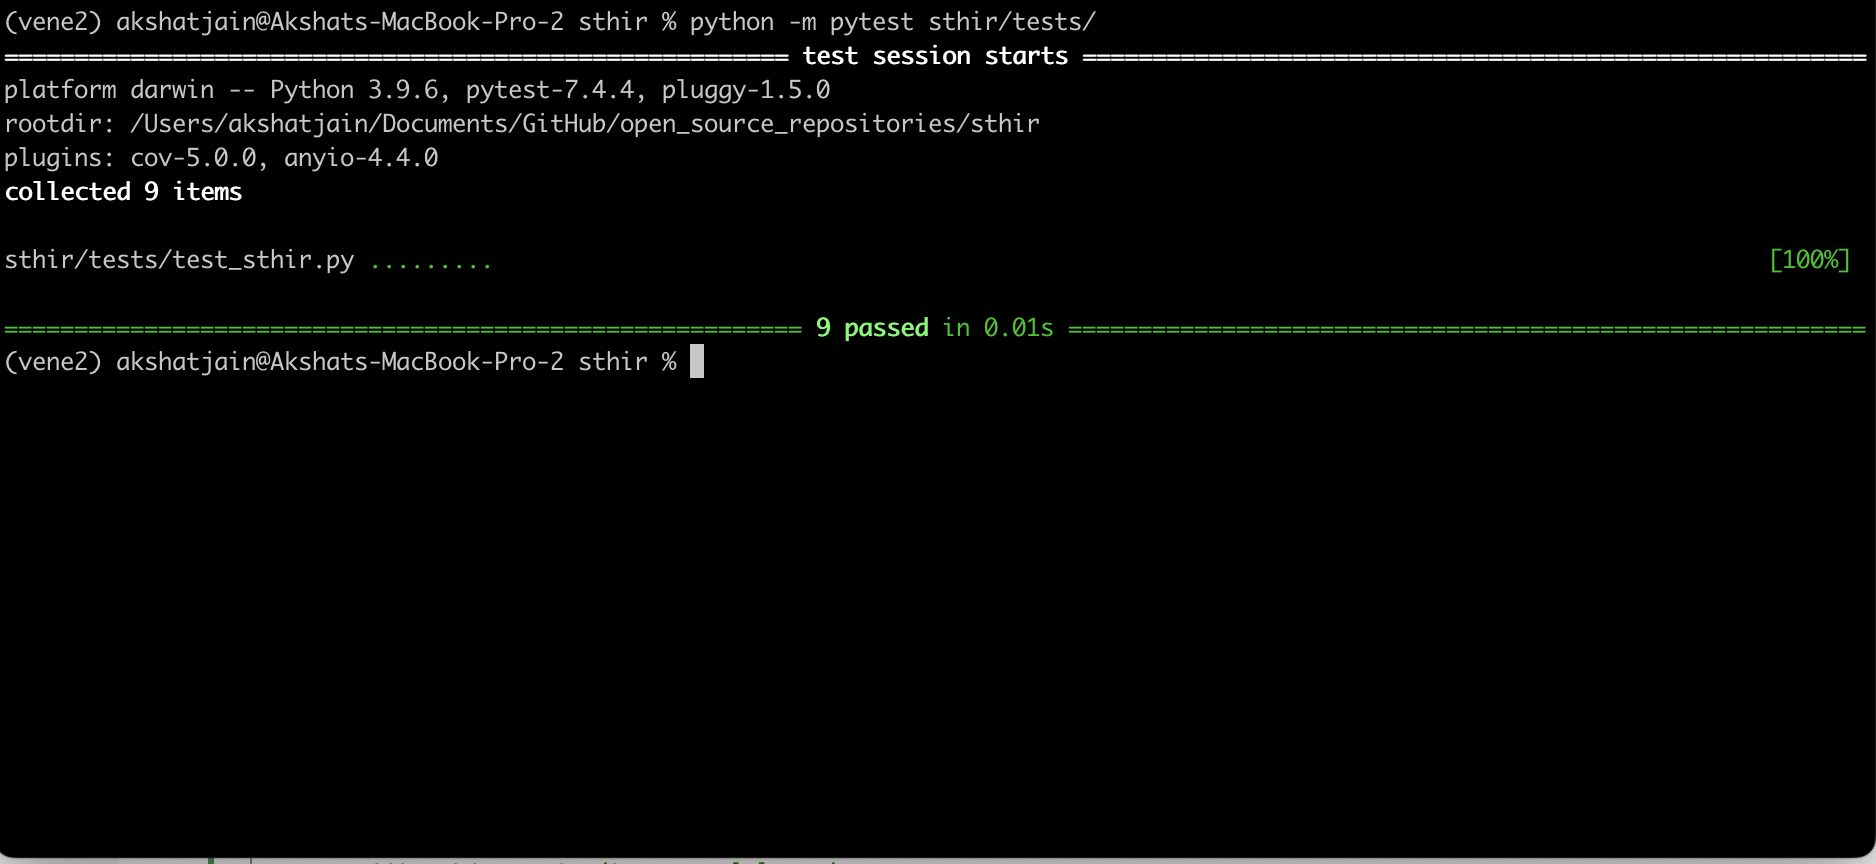 (vene2) akshatjain@Akshats-MacBook-Pro-2 sthir % python -m pytest sthir/tests/
========================================================= test session starts =========================================================
platform darwin -- Python 3.9.6, pytest-7.4.4, pluggy-1.5.0
rootdir: /Users/akshatjain/Documents/GitHub/open_source_repositories/sthir
plugins: cov-5.0.0, anyio-4.4.0
collected 9 items
sthir/tests/test_sthir.py ......... [100%]
========================================================== 9 passed in 0.01s ==========================================================
(vene2) akshatjain@Akshats-MacBook-Pro-2 sthir %